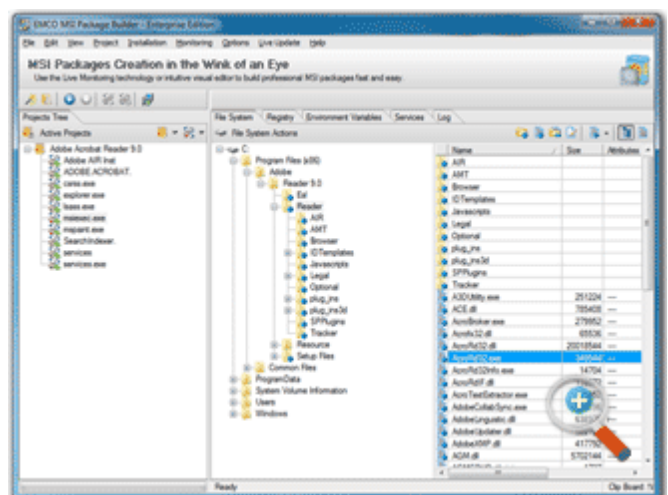 EMCO MSI Package Builder - Enterprise Edition
File Edit View Project Installation Monitoring Options Live Update Help
MSI Packages Creation in the Wink of an Eye
Use the Live Monitoring technology or intuitive visual editor to build professional MSI packages fast and easy.
Projects Tree
Active Projects
Adobe Acrobat Reader 9.0
Adobe AIR Inst
ADOBE ACROBAT.
explorer.exe
msiexec.exe
mspaint.exe
SearchIndexer.
services
services.exe
File System Registry Environment Variables Services Log
File System Actions
C:
Program Files (x86)
Adobe
Reader 9.0
Esl
Reader
AIR
AMT
Browser
IDTemplates
Javascripts
Legal
Optional
plug_ins
plug_ins3d
SPPlugins
Tracker
Resource
Setup Files
Common Files
ProgramData
System Volume Information
Users
Windows
Name Size Attributes
AIR
AMT
Browser
IDTemplates
Javascripts
Legal
Optional
plug_ins
plug_ins3d
SPPlugins
Tracker
A3DUtility.exe 251224 ---
ACE.dll 785408 ---
AcroBroker.exe 279952 ---
Acrofx32.dll 65536 ---
AcroRd32.dll 20018544 ---
AcroRd32.exe 349544 ---
AcroRd32Info.exe 14704 ---
AcroRdIF.dll
AcroTextExtractor.exe
AdobeCollabSync.exe
AdobeLinguistic.dll
AdobeUpdater.dll
AdobeXMP.dll
AGM.dll 5702144 ---
Ready
Clip Board: